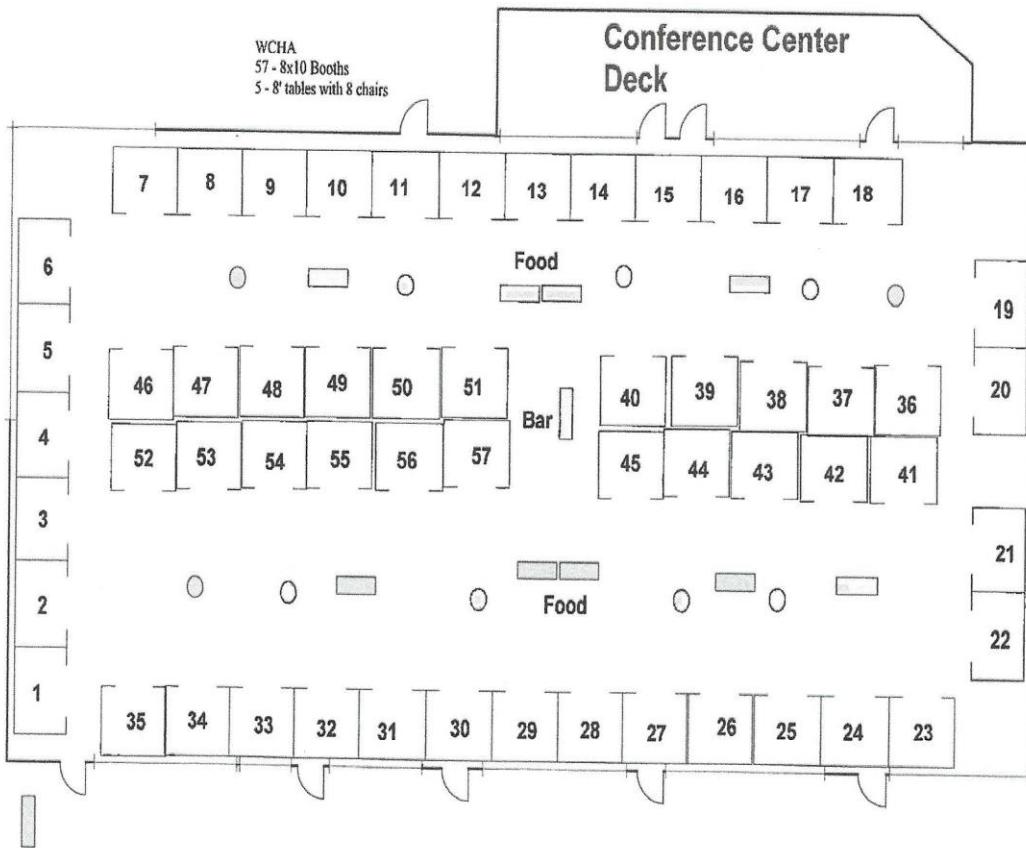 WCHA
57 - 8x10 Booths
5 - 8' tables with 8 chairs
Conference Center
Deck
7 8 9 10 11 12 13 14 15 16 17 18
6
Food
19
5
46 47 48 49 50 51
40 39 38 37 36
20
4
Bar
52 53 54 55 56 57
45 44 43 42 41
3
21
2
Food
22
1
35 34 33 32 31 30 29 28 27 26 25 24 23